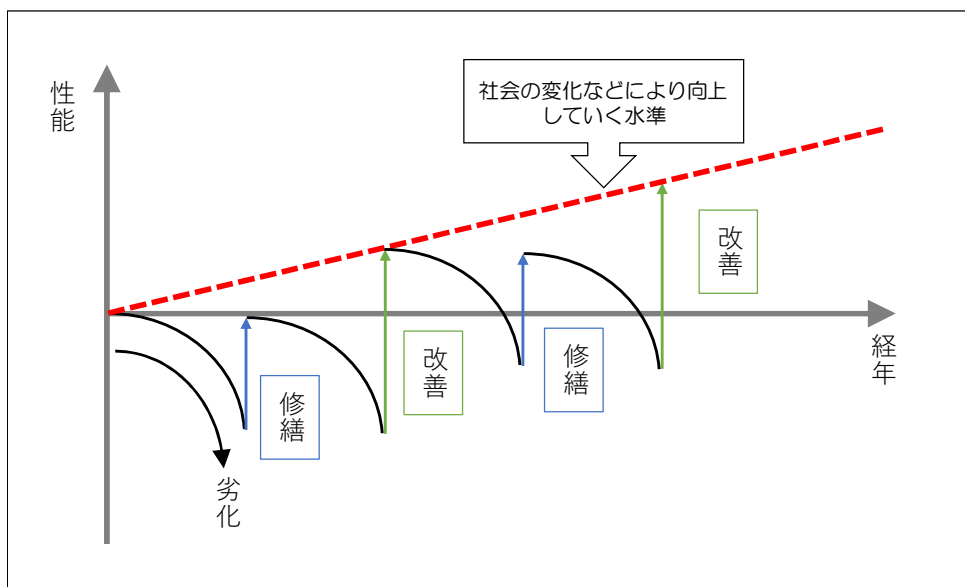 性能
社会の変化などにより向上
していく水準
改善
修繕
改善
修繕
経年
劣化